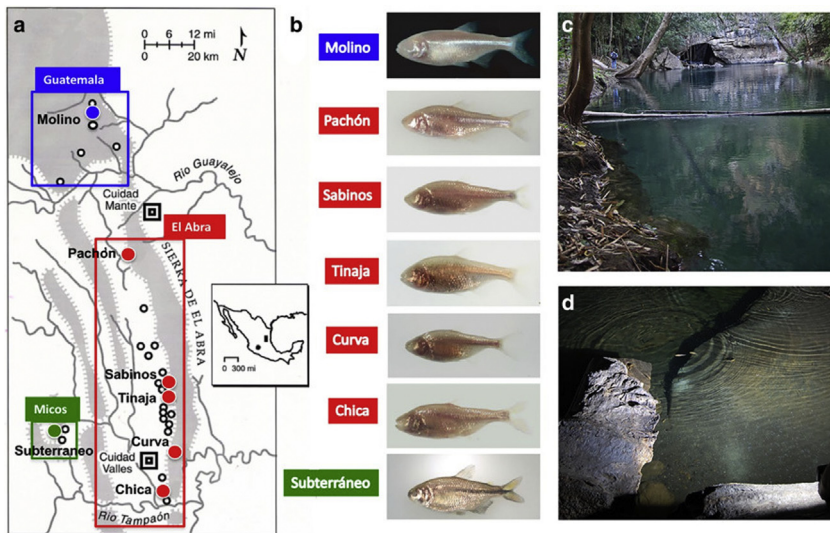 a
0 6 12 mi
0 20 km
N
Guatemala
Molino
Río Guayalejo
Cuidad
Mante
El Abra
Pachón
SIERRA DE EL ABRA
0 300 mi
Sabinos
Tinaja
Micos
Curva
Subterraneo
Cuidad
Valles
Chica
Río Tampaón
b
Molino
Pachón
Sabinos
Tinaja
Curva
Chica
Subterráneo
c
d